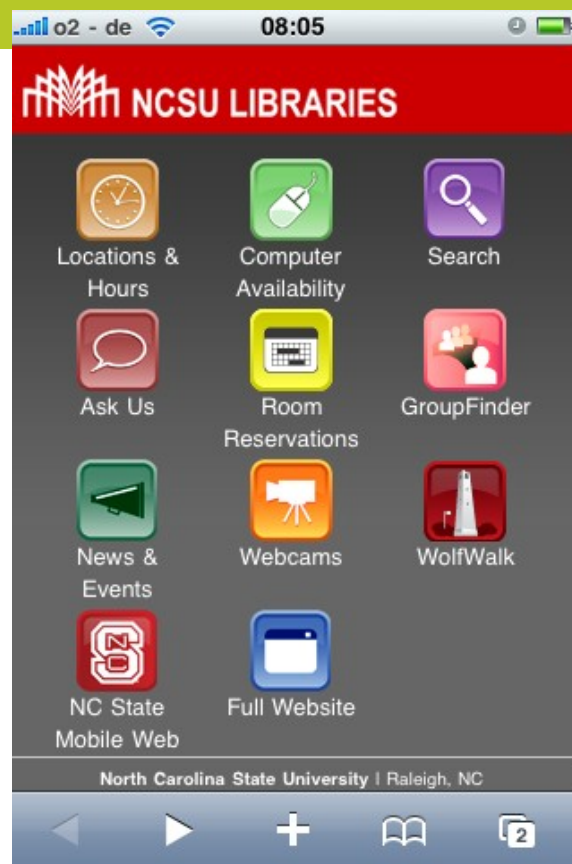 o2 - de 08:05
NCSU LIBRARIES
Locations &
Hours
Computer
Availability
Search
Ask Us
Room
Reservations
GroupFinder
News &
Events
Webcams
WolfWalk
NC State
Mobile Web
Full Website
North Carolina State University | Raleigh, NC
2